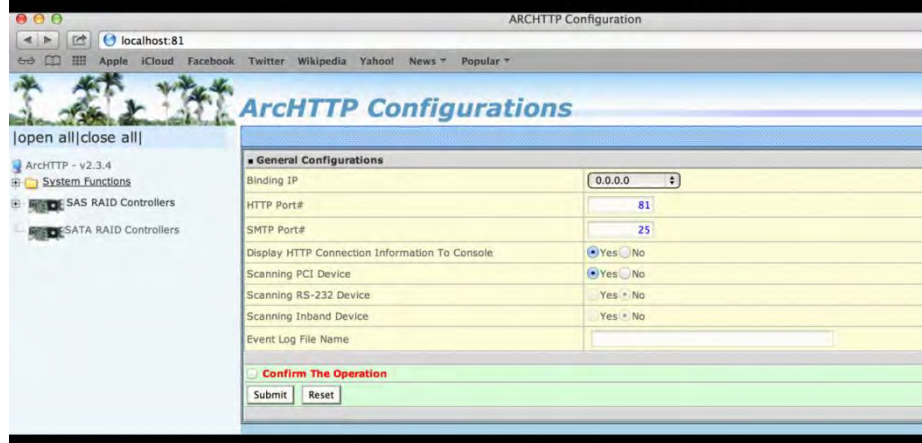 ARCHTTP Configuration
localhost:81
Apple iCloud Facebook Twitter Wikipedia Yahoo! News Popular
ArcHTTP Configurations
|open all|close all|
ArcHTTP - v2.3.4
System Functions
SAS RAID Controllers
SATA RAID Controllers
General Configurations
Binding IP 0.0.0.0
HTTP Port# 81
SMTP Port# 25
Display HTTP Connection Information To Console Yes No
Scanning PCI Device Yes No
Scanning RS-232 Device Yes No
Scanning Inband Device Yes No
Event Log File Name
Confirm The Operation
Submit Reset